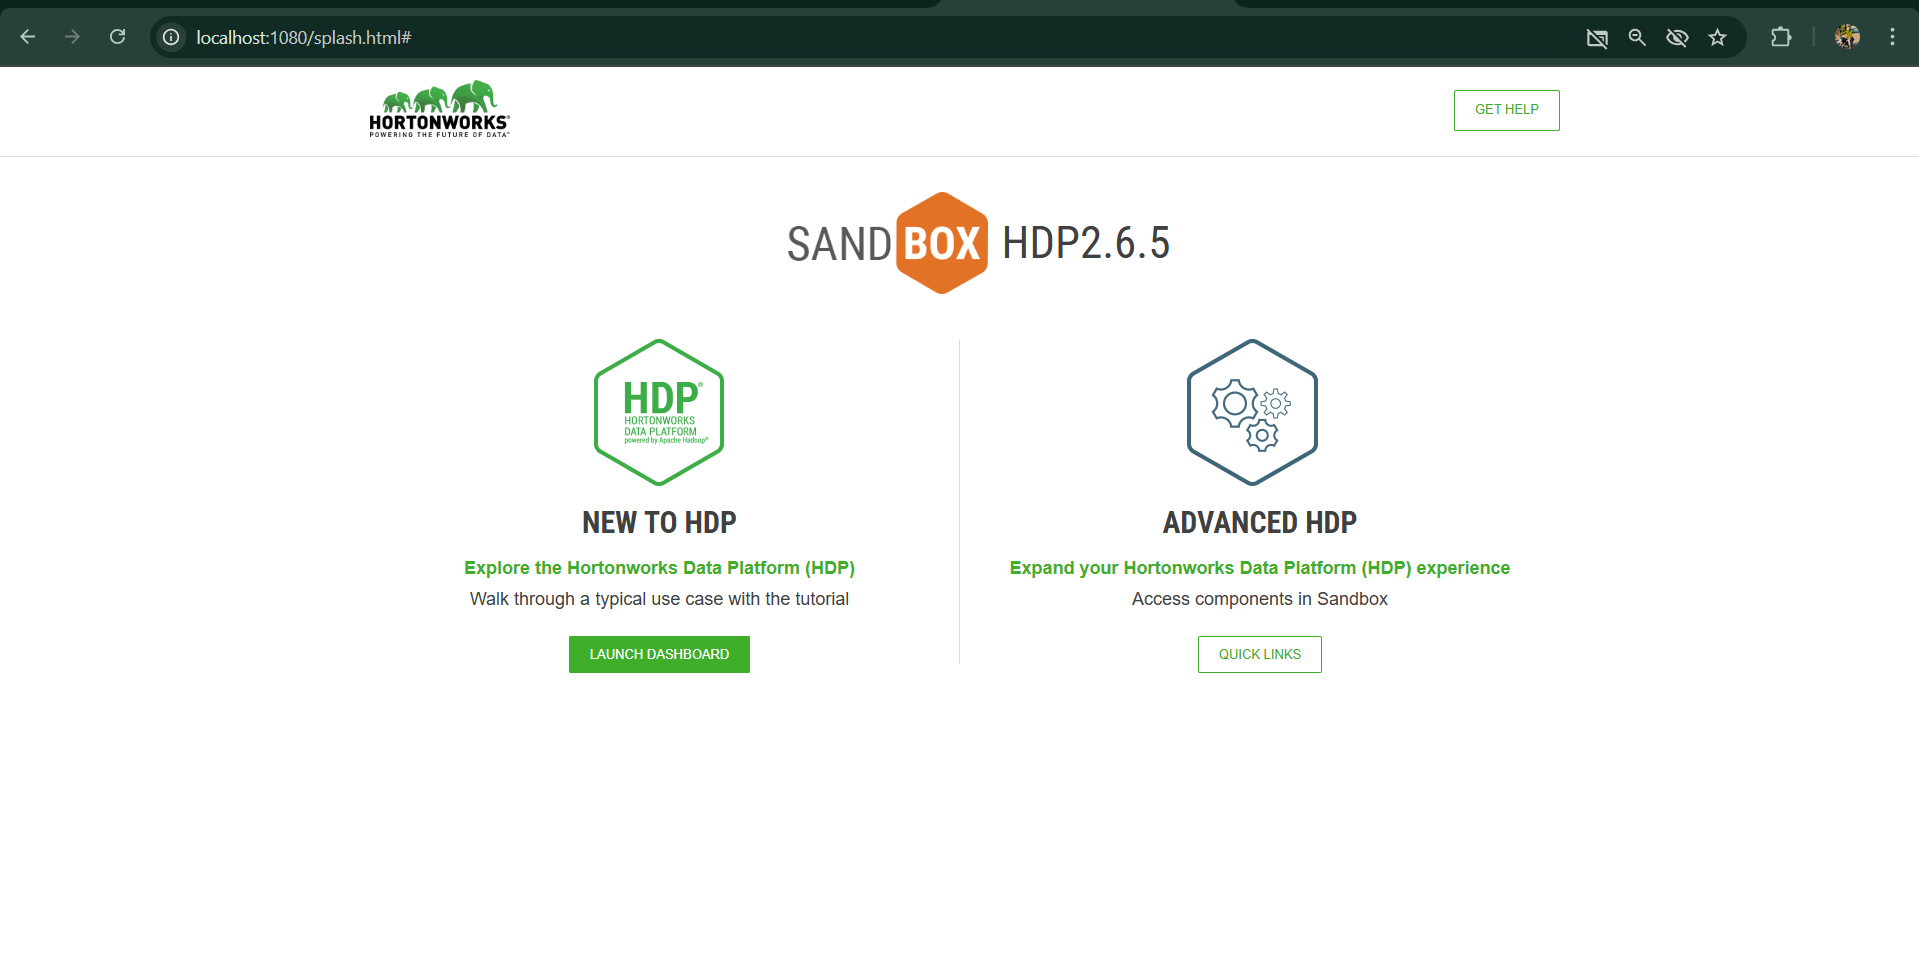 localhost:1080/splash.html#
HORTONWORKS®
POWERING THE FUTURE OF DATA™
GET HELP
SANDBOX HDP2.6.5
HDP®
HORTONWORKS
DATA PLATFORM
powered by Apache Hadoop®
NEW TO HDP
Explore the Hortonworks Data Platform (HDP)
Walk through a typical use case with the tutorial
LAUNCH DASHBOARD
ADVANCED HDP
Expand your Hortonworks Data Platform (HDP) experience
Access components in Sandbox
QUICK LINKS